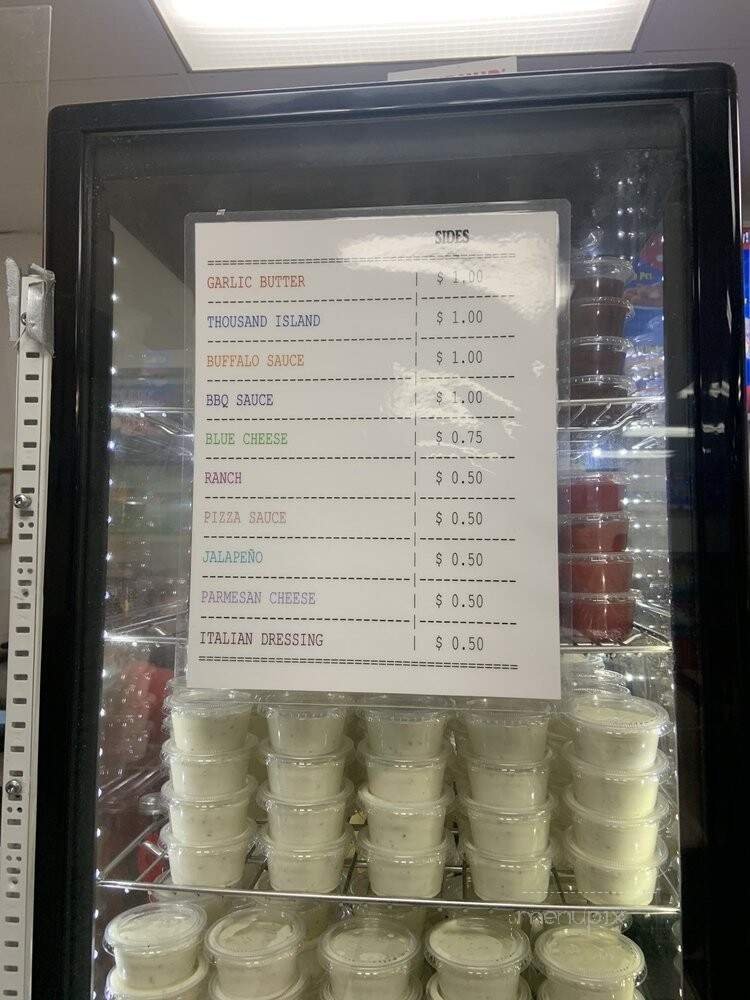 SIDES
GARLIC BUTTER | $ 1.00
THOUSAND ISLAND | $ 1.00
BUFFALO SAUCE | $ 1.00
BBQ SAUCE | $ 1.00
BLUE CHEESE | $ 0.75
RANCH | $ 0.50
PIZZA SAUCE | $ 0.50
JALAPEÑO | $ 0.50
PARMESAN CHEESE | $ 0.50
ITALIAN DRESSING | $ 0.50
menupix